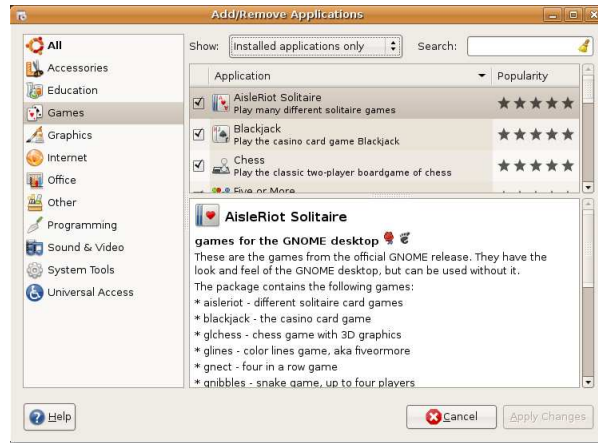 Add/Remove Applications
All
Accessories
Education
Games
Graphics
Internet
Office
Other
Programming
Sound & Video
System Tools
Universal Access
Show: Installed applications only Search:
Application Popularity
AisleRiot Solitaire
Play many different solitaire games
Blackjack
Play the casino card game Blackjack
Chess
Play the classic two-player boardgame of chess
Five or More
AisleRiot Solitaire
games for the GNOME desktop
These are the games from the official GNOME release. They have the
look and feel of the GNOME desktop, but can be used without it.
The package contains the following games:
* aisleriot - different solitaire card games
* blackjack - the casino card game
* glchess - chess game with 3D graphics
* glines - color lines game, aka fiveormore
* gnect - four in a row game
* gnibbles - snake game, up to four players
Help Cancel Apply Changes